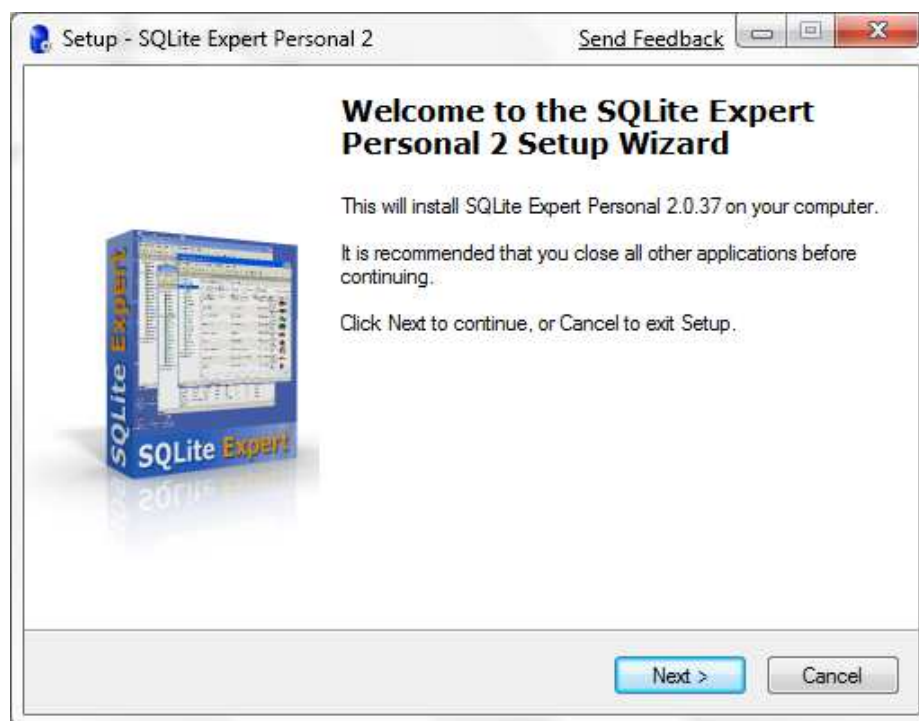 Setup - SQLite Expert Personal 2
Send Feedback
Welcome to the SQLite Expert
Personal 2 Setup Wizard
This will install SQLite Expert Personal 2.0.37 on your computer.
It is recommended that you close all other applications before
continuing.
Click Next to continue, or Cancel to exit Setup.
SQLite Expert
SQLite Expert
Next >
Cancel